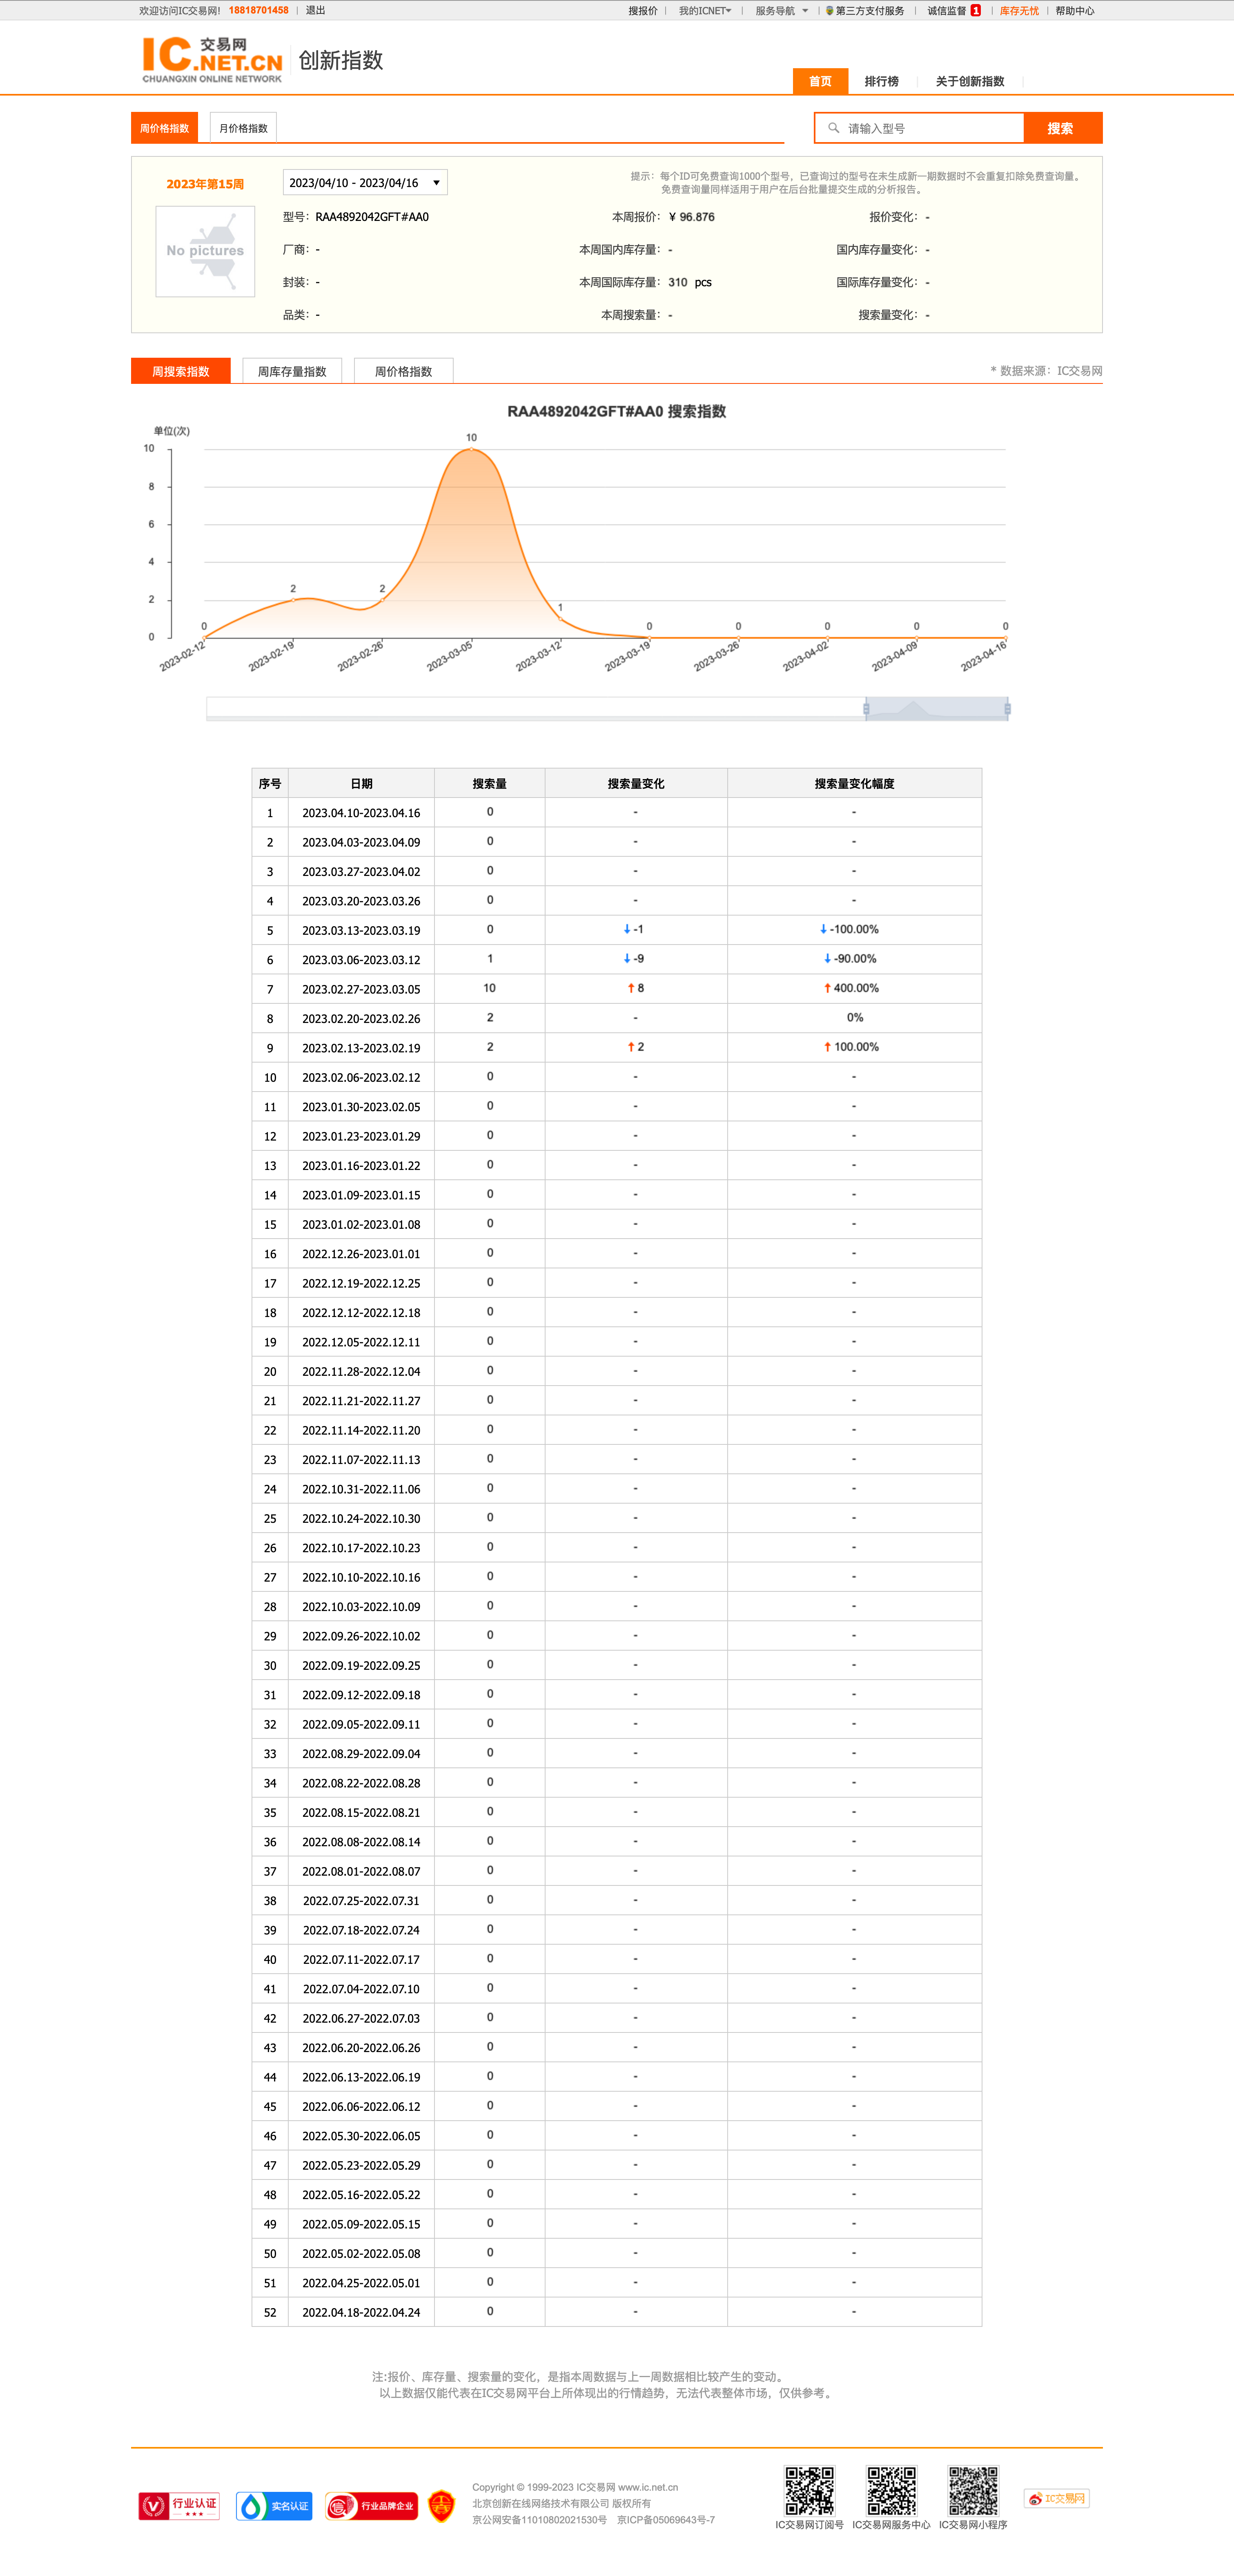 欢迎访问IC交易网! 18818701458 | 退出 搜报价 | 我的ICNET | 服务导航 | 第三方支付服务 | 诚信监督 1 | 库存无忧 | 帮助中心
IC 交易网 .NET.CN CHUANGXIN ONLINE NETWORK 创新指数
首页 排行榜 关于创新指数
周价格指数 月价格指数 请输入型号 搜索
2023年第15周 2023/04/10 - 2023/04/16 提示：每个ID可免费查询1000个型号，已查询过的型号在未生成新一期数据时不会重复扣除免费查询量。
免费查询量同样适用于用户在后台批量提交生成的分析报告。
No pictures
型号：RAA4892042GFT#AA0 本周报价：¥ 96.876 报价变化：-
厂商：- 本周国内库存量：- 国内库存量变化：-
封装：- 本周国际库存量：310 pcs 国际库存量变化：-
品类：- 本周搜索量：- 搜索量变化：-
周搜索指数 周库存量指数 周价格指数 * 数据来源：IC交易网
RAA4892042GFT#AA0 搜索指数
单位(次)
10
8
6
4
2
0
0 2 2 10 1 0 0 0 0 0
2023-02-12 2023-02-19 2023-02-26 2023-03-05 2023-03-12 2023-03-19 2023-03-26 2023-04-02 2023-04-09 2023-04-16
序号 日期 搜索量 搜索量变化 搜索量变化幅度
1 2023.04.10-2023.04.16 0 - -
2 2023.04.03-2023.04.09 0 - -
3 2023.03.27-2023.04.02 0 - -
4 2023.03.20-2023.03.26 0 - -
5 2023.03.13-2023.03.19 0 ↓ -1 ↓ -100.00%
6 2023.03.06-2023.03.12 1 ↓ -9 ↓ -90.00%
7 2023.02.27-2023.03.05 10 ↑ 8 ↑ 400.00%
8 2023.02.20-2023.02.26 2 - 0%
9 2023.02.13-2023.02.19 2 ↑ 2 ↑ 100.00%
10 2023.02.06-2023.02.12 0 - -
11 2023.01.30-2023.02.05 0 - -
12 2023.01.23-2023.01.29 0 - -
13 2023.01.16-2023.01.22 0 - -
14 2023.01.09-2023.01.15 0 - -
15 2023.01.02-2023.01.08 0 - -
16 2022.12.26-2023.01.01 0 - -
17 2022.12.19-2022.12.25 0 - -
18 2022.12.12-2022.12.18 0 - -
19 2022.12.05-2022.12.11 0 - -
20 2022.11.28-2022.12.04 0 - -
21 2022.11.21-2022.11.27 0 - -
22 2022.11.14-2022.11.20 0 - -
23 2022.11.07-2022.11.13 0 - -
24 2022.10.31-2022.11.06 0 - -
25 2022.10.24-2022.10.30 0 - -
26 2022.10.17-2022.10.23 0 - -
27 2022.10.10-2022.10.16 0 - -
28 2022.10.03-2022.10.09 0 - -
29 2022.09.26-2022.10.02 0 - -
30 2022.09.19-2022.09.25 0 - -
31 2022.09.12-2022.09.18 0 - -
32 2022.09.05-2022.09.11 0 - -
33 2022.08.29-2022.09.04 0 - -
34 2022.08.22-2022.08.28 0 - -
35 2022.08.15-2022.08.21 0 - -
36 2022.08.08-2022.08.14 0 - -
37 2022.08.01-2022.08.07 0 - -
38 2022.07.25-2022.07.31 0 - -
39 2022.07.18-2022.07.24 0 - -
40 2022.07.11-2022.07.17 0 - -
41 2022.07.04-2022.07.10 0 - -
42 2022.06.27-2022.07.03 0 - -
43 2022.06.20-2022.06.26 0 - -
44 2022.06.13-2022.06.19 0 - -
45 2022.06.06-2022.06.12 0 - -
46 2022.05.30-2022.06.05 0 - -
47 2022.05.23-2022.05.29 0 - -
48 2022.05.16-2022.05.22 0 - -
49 2022.05.09-2022.05.15 0 - -
50 2022.05.02-2022.05.08 0 - -
51 2022.04.25-2022.05.01 0 - -
52 2022.04.18-2022.04.24 0 - -
注:报价、库存量、搜索量的变化，是指本周数据与上一周数据相比较产生的变动。
以上数据仅能代表在IC交易网平台上所体现出的行情趋势，无法代表整体市场，仅供参考。
行业认证 实名认证 信 行业品牌企业
Copyright © 1999-2023 IC交易网 www.ic.net.cn
北京创新在线网络技术有限公司 版权所有
京公网安备11010802021530号 京ICP备05069643号-7
IC交易网订阅号 IC交易网服务中心 IC交易网小程序
IC交易网